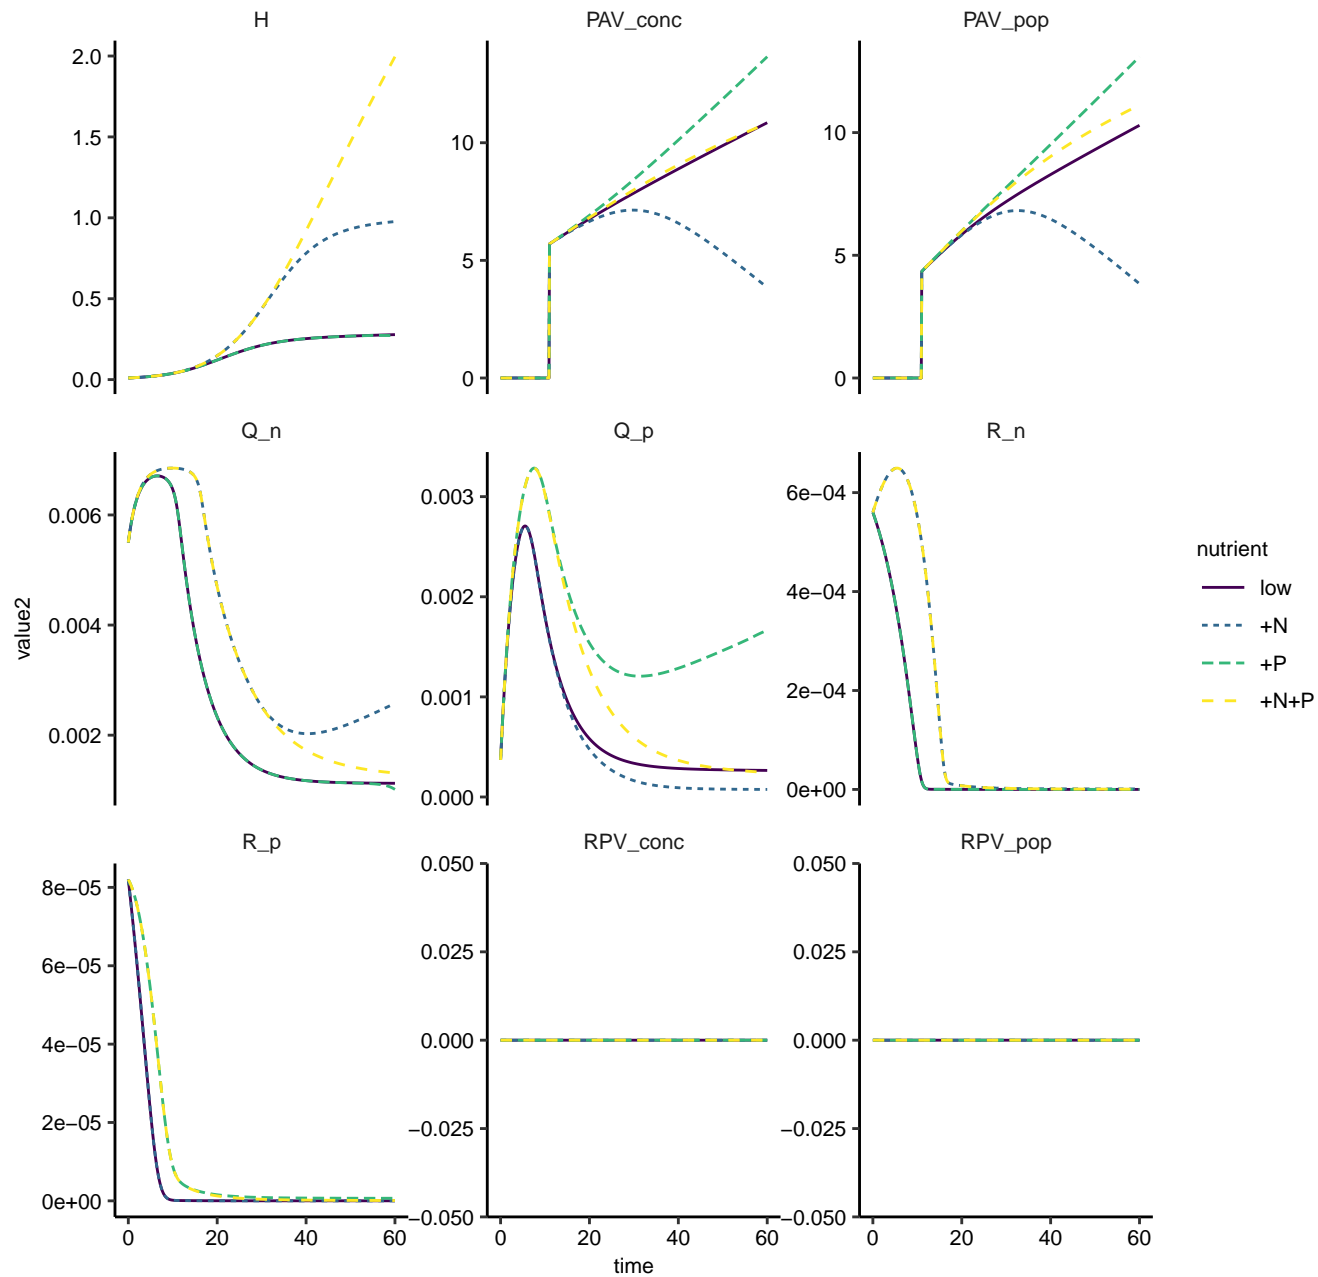 H PAV_conc PAV_pop
2.0
1.5
1.0
0.5
0.0
10
5
0
10
5
0
Q_n Q_p R_n
0.006
0.004
0.002
0.003
0.002
0.001
0.000
6e−04
4e−04
2e−04
0e+00
R_p RPV_conc RPV_pop
8e−05
6e−05
4e−05
2e−05
0e+00
0.050
0.025
0.000
−0.025
−0.050
0.050
0.025
0.000
−0.025
−0.050
0 20 40 60
0 20 40 60
0 20 40 60
time
value2
nutrient
low
+N
+P
+N+P